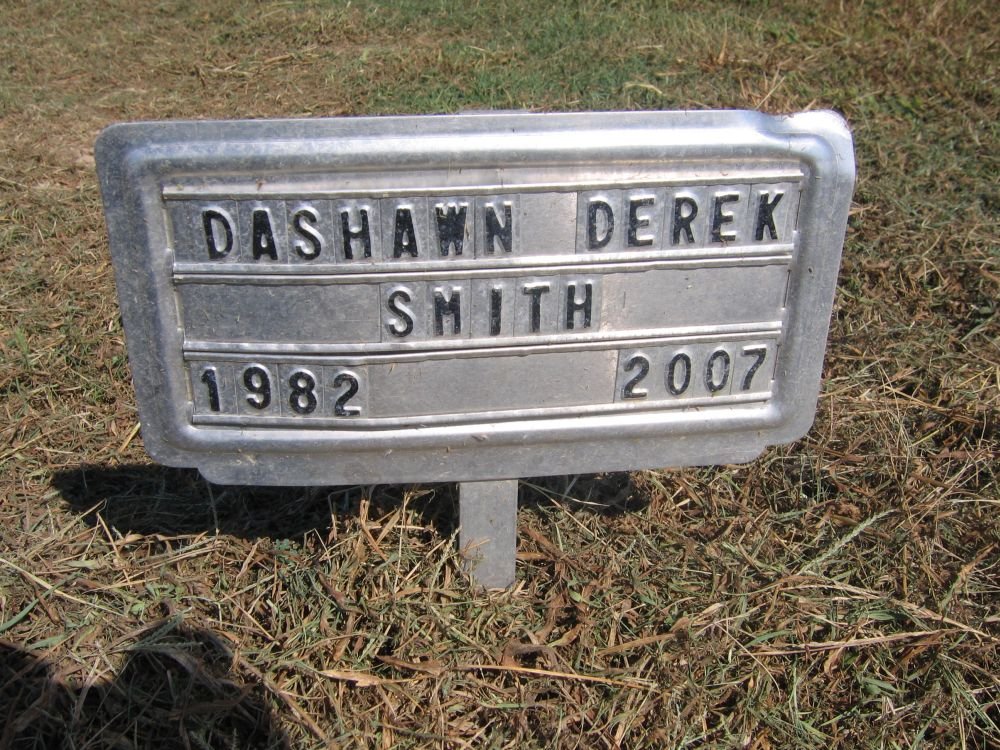 DASHAWN DEREK
SMITH
1982 2007